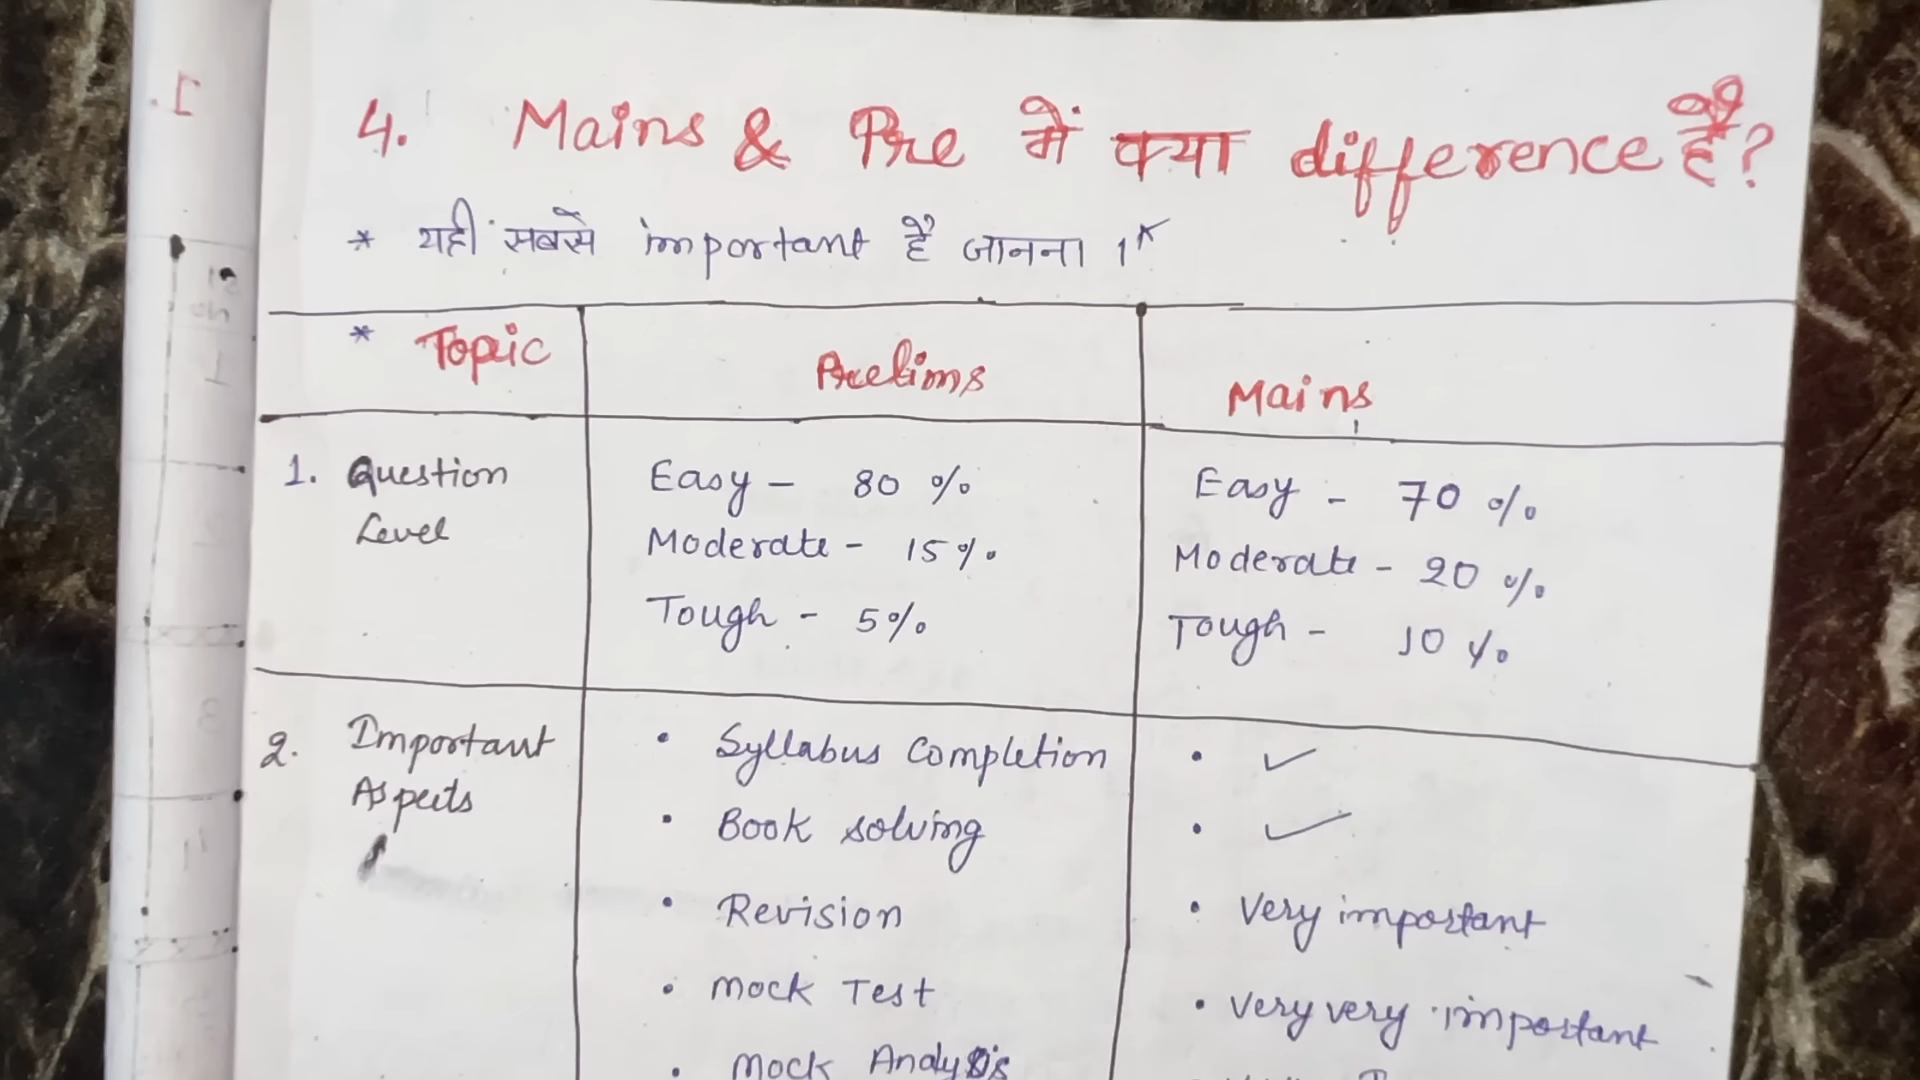 4. Mains & Pre में क्या difference है?
* यही सबसे important है जानना ।*
* Topic Prelims Mains
1. Question Level
Easy - 80 %
Moderate - 15%
Tough - 5%
Easy - 70 %
Moderate - 20 %
Tough - 10 %
2. Important Aspects
• Syllabus Completion
• Book solving
• Revision
• Mock Test
• Mock Analysis
• ✓
• ✓
• Very important
• Very very important